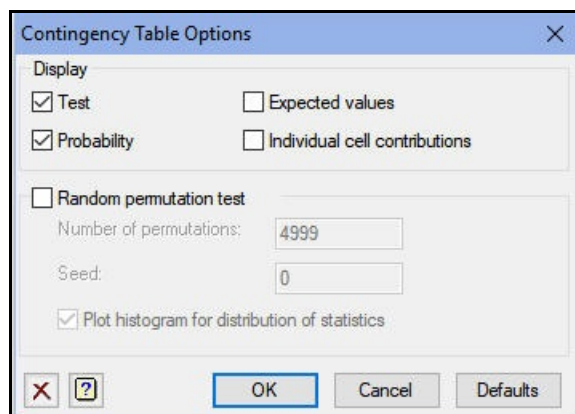 Contingency Table Options
Display
Test
Expected values
Probability
Individual cell contributions
Random permutation test
Number of permutations: 4999
Seed: 0
Plot histogram for distribution of statistics
? OK Cancel Defaults